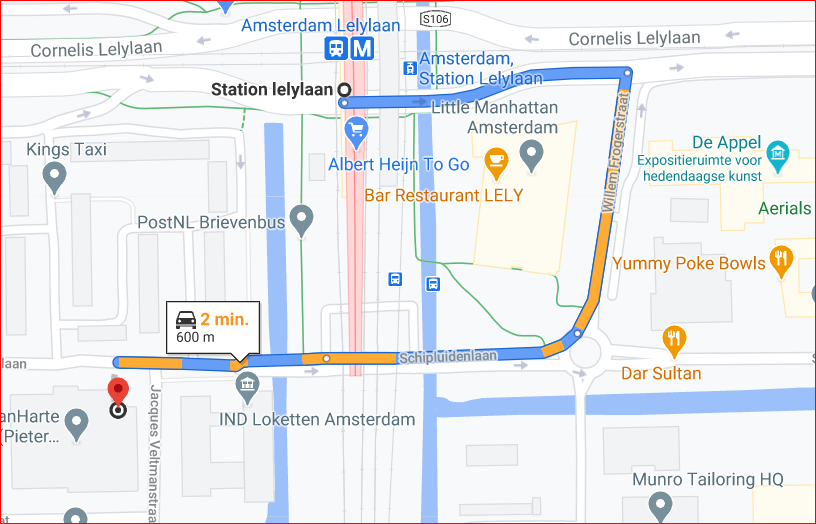 Amsterdam Lelylaan
S106
Cornelis Lelylaan
Cornelis Lelylaan
M
Amsterdam,
Station Lelylaan
Station lelylaan
Little Manhattan
Amsterdam
Kings Taxi
Albert Heijn To Go
De Appel
Expositieruimte voor
hedendaagse kunst
Bar Restaurant LELY
Willem Frogerstraat
Aerials
PostNL Brievenbus
Yummy Poke Bowls
2 min.
600 m
Schipluidenlaan
laan
Dar Sultan
IND Loketten Amsterdam
Jacques Veltmanstraa
anHarte
(Pieter...
Munro Tailoring HQ
at